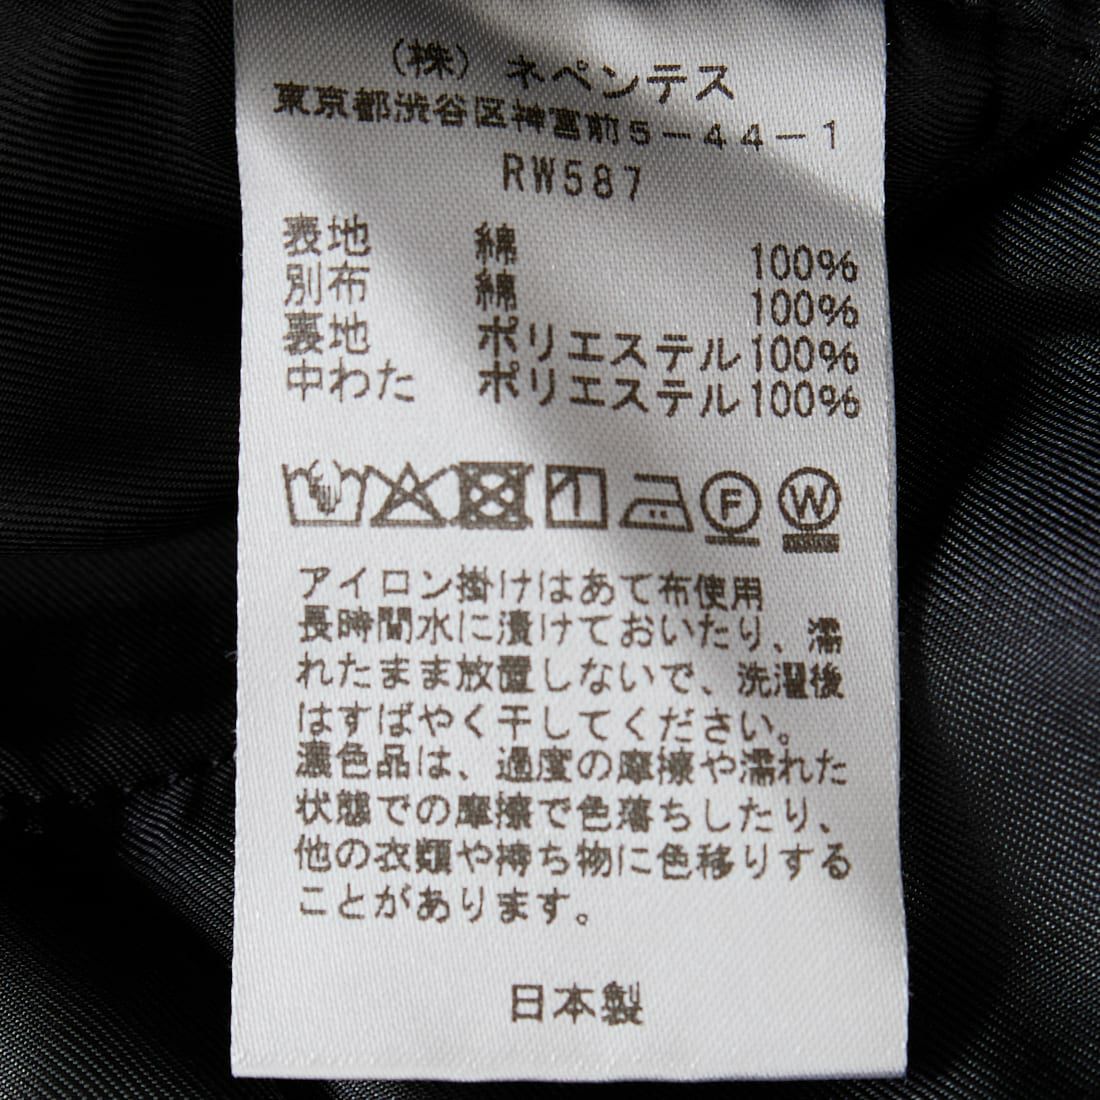 (株) ネペンテス
東京都渋谷区神宮前5-44-1
RW587
表地 綿 100%
別布 綿 100%
裏地 ポリエステル100%
中わた ポリエステル100%
F W
アイロン掛けはあて布使用
長時間水に漬けておいたり、濡
れたまま放置しないで、洗濯後
はすばやく干してください。
濃色品は、過度の摩擦や濡れた
状態での摩擦で色落ちしたり、
他の衣類や持ち物に色移りする
ことがあります。
日本製